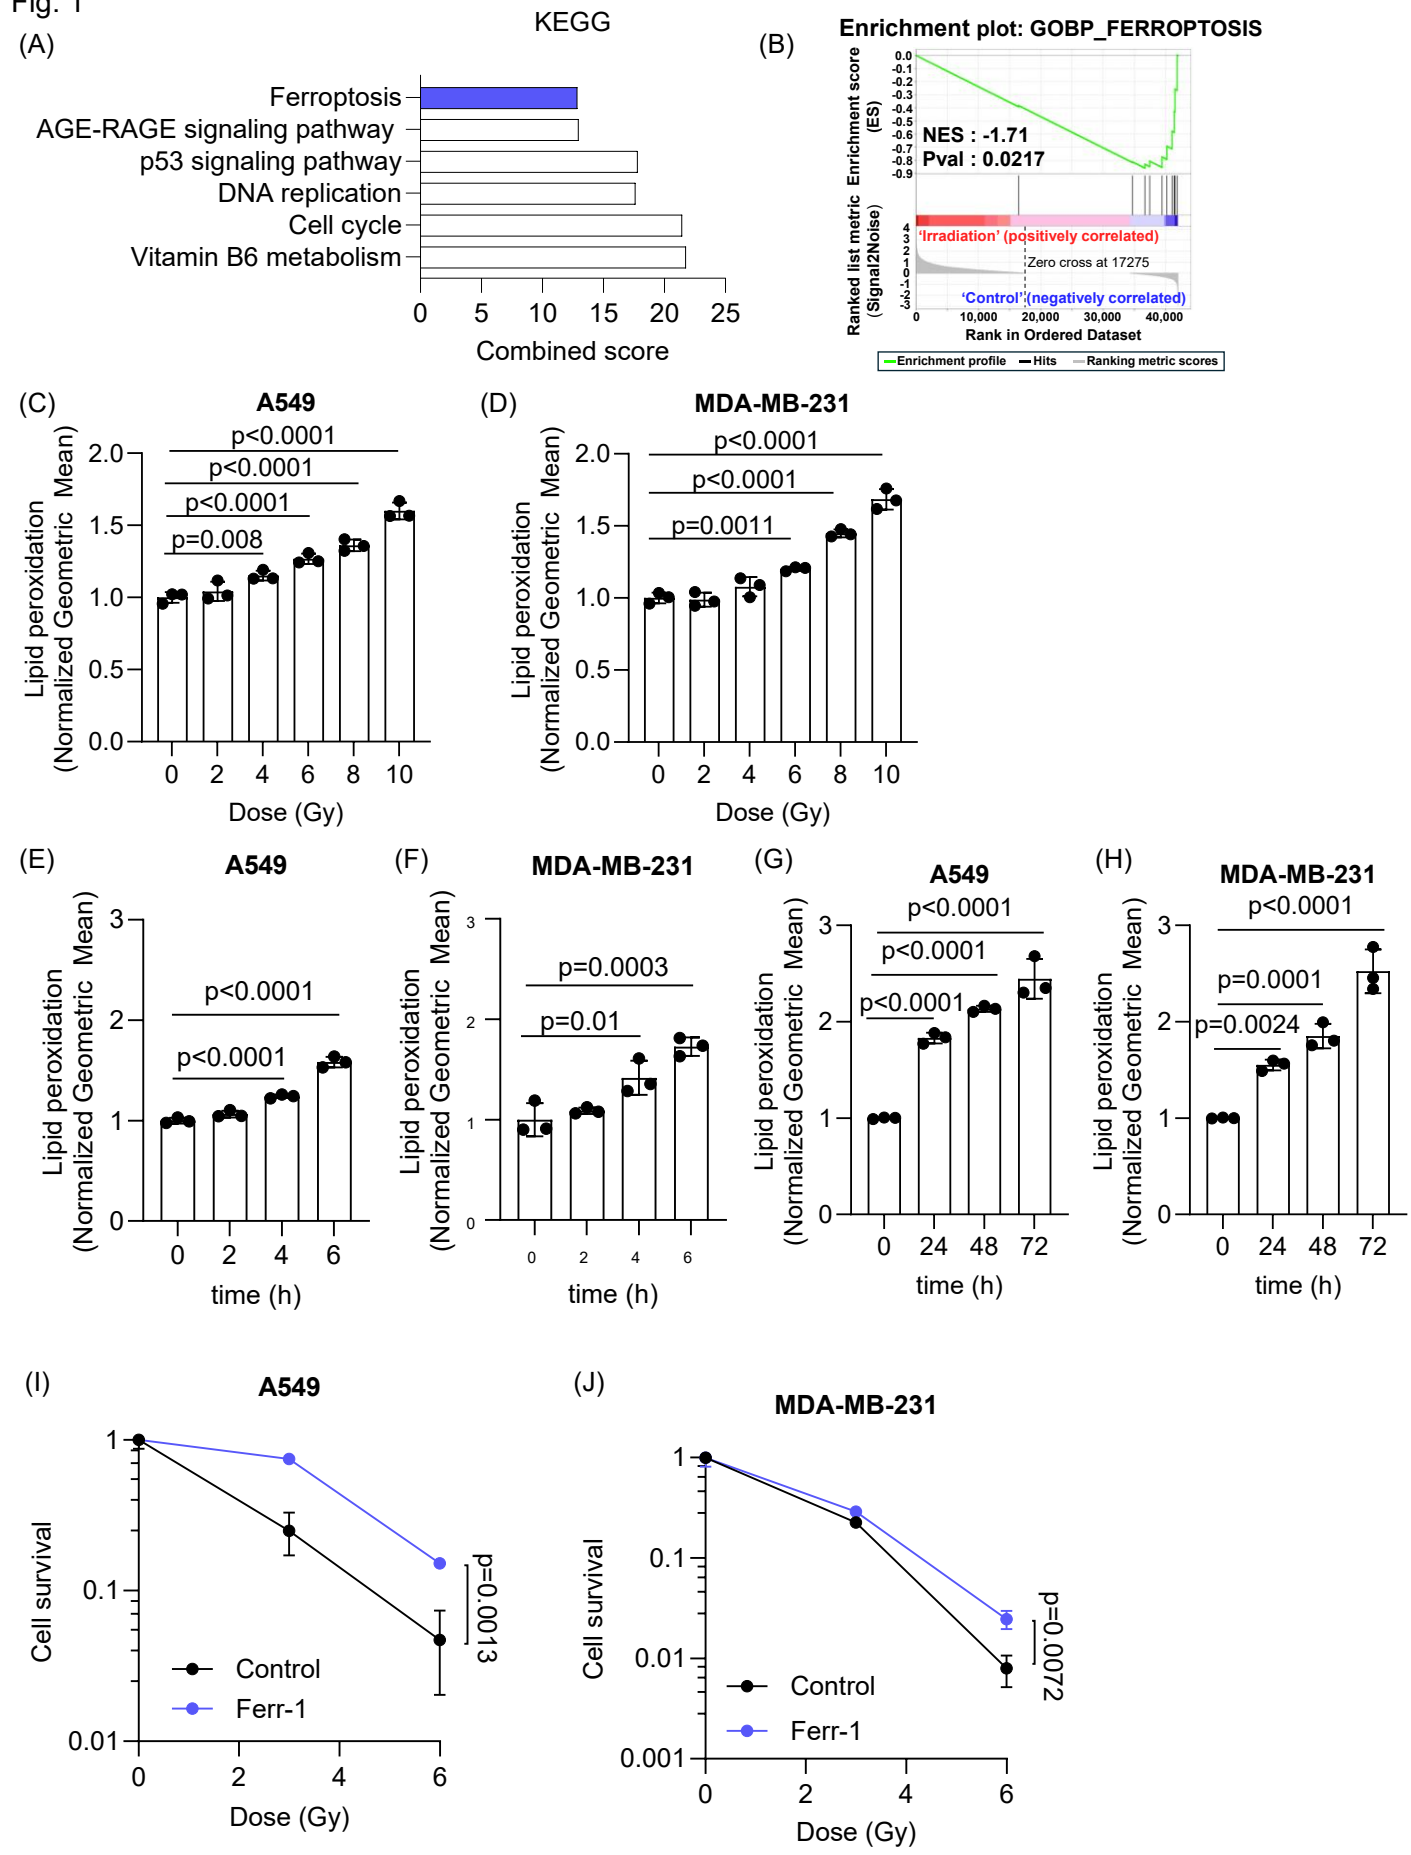 Fig. 1
(A)
KEGG
Ferroptosis
AGE-RAGE signaling pathway
p53 signaling pathway
DNA replication
Cell cycle
Vitamin B6 metabolism
0 5 10 15 20 25
Combined score
(B)
Enrichment plot: GOBP_FERROPTOSIS
Enrichment score
(ES)
0.0
-0.1
-0.2
-0.3
-0.4
-0.5
-0.6
-0.7
-0.8
-0.9
NES : -1.71
Pval : 0.0217
Ranked list metric
(Signal2Noise)
4
3
2
1
0
-1
-2
-3
‘Irradiation’ (positively correlated)
Zero cross at 17275
‘Control’ (negatively correlated)
0 10,000 20,000 30,000 40,000
Rank in Ordered Dataset
Enrichment profile Hits Ranking metric scores
(C)
A549
Lipid peroxidation
(Normalized Geometric Mean)
2.0
1.5
1.0
0.5
0.0
p<0.0001
p<0.0001
p<0.0001
p=0.008
0 2 4 6 8 10
Dose (Gy)
(D)
MDA-MB-231
Lipid peroxidation
(Normalized Geometric Mean)
2.0
1.5
1.0
0.5
0.0
p<0.0001
p<0.0001
p=0.0011
0 2 4 6 8 10
Dose (Gy)
(E)
A549
Lipid peroxidation
(Normalized Geometric Mean)
3
2
1
0
p<0.0001
p<0.0001
0 2 4 6
time (h)
(F)
MDA-MB-231
Lipid peroxidation
(Normalized Geometric Mean)
3
2
1
0
p=0.0003
p=0.01
0 2 4 6
time (h)
(G)
A549
Lipid peroxidation
(Normalized Geometric Mean)
3
2
1
0
p<0.0001
p<0.0001
p<0.0001
0 24 48 72
time (h)
(H)
MDA-MB-231
Lipid peroxidation
(Normalized Geometric Mean)
3
2
1
0
p<0.0001
p=0.0001
p=0.0024
0 24 48 72
time (h)
(I)
A549
Cell survival
1
0.1
0.01
p=0.0013
Control
Ferr-1
0 2 4 6
Dose (Gy)
(J)
MDA-MB-231
Cell survival
1
0.1
0.01
0.001
p=0.0072
Control
Ferr-1
0 2 4 6
Dose (Gy)